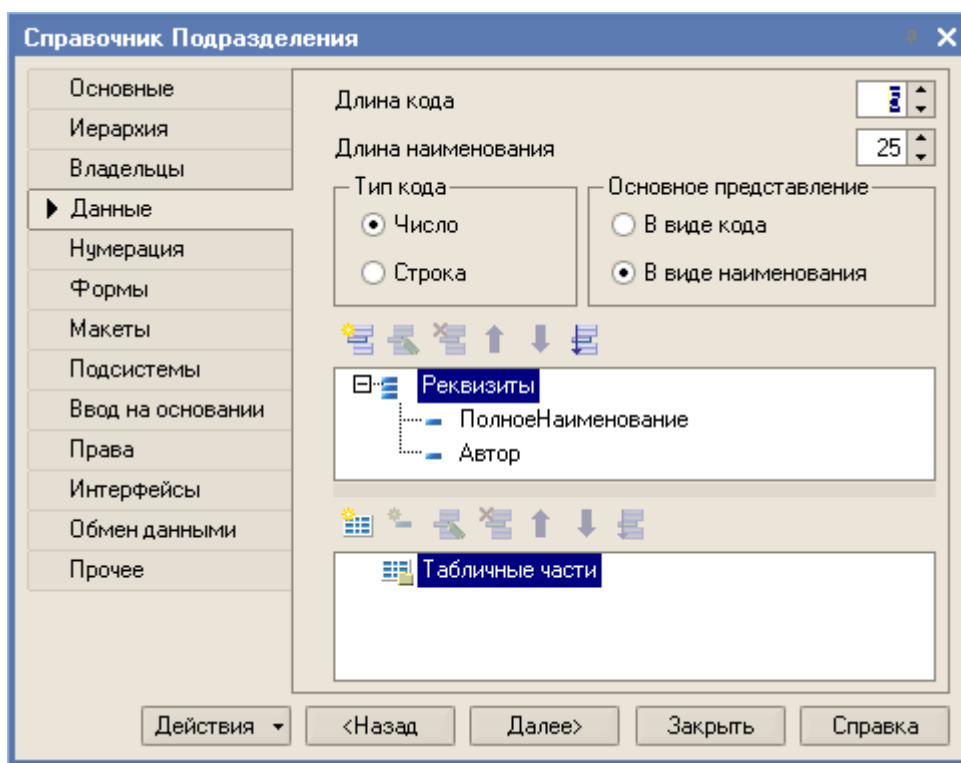 Справочник Подразделения
Основные
Иерархия
Владельцы
Данные
Нумерация
Формы
Макеты
Подсистемы
Ввод на основании
Права
Интерфейсы
Обмен данными
Прочее
Длина кода
Длина наименования 25
Тип кода
Число
Строка
Основное представление
В виде кода
В виде наименования
Реквизиты
ПолноеНаименование
Автор
Табличные части
Действия <Назад Далее> Закрыть Справка